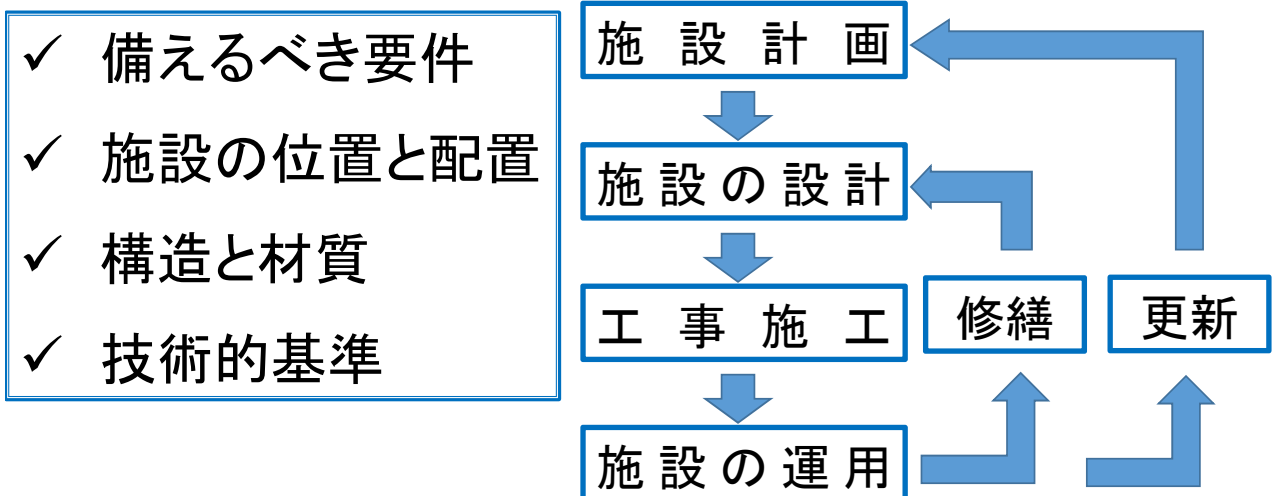 ✓ 備えるべき要件
✓ 施設の位置と配置
✓ 構造と材質
✓ 技術的基準
施設計画
施設の設計
工事施工
修繕
更新
施設の運用